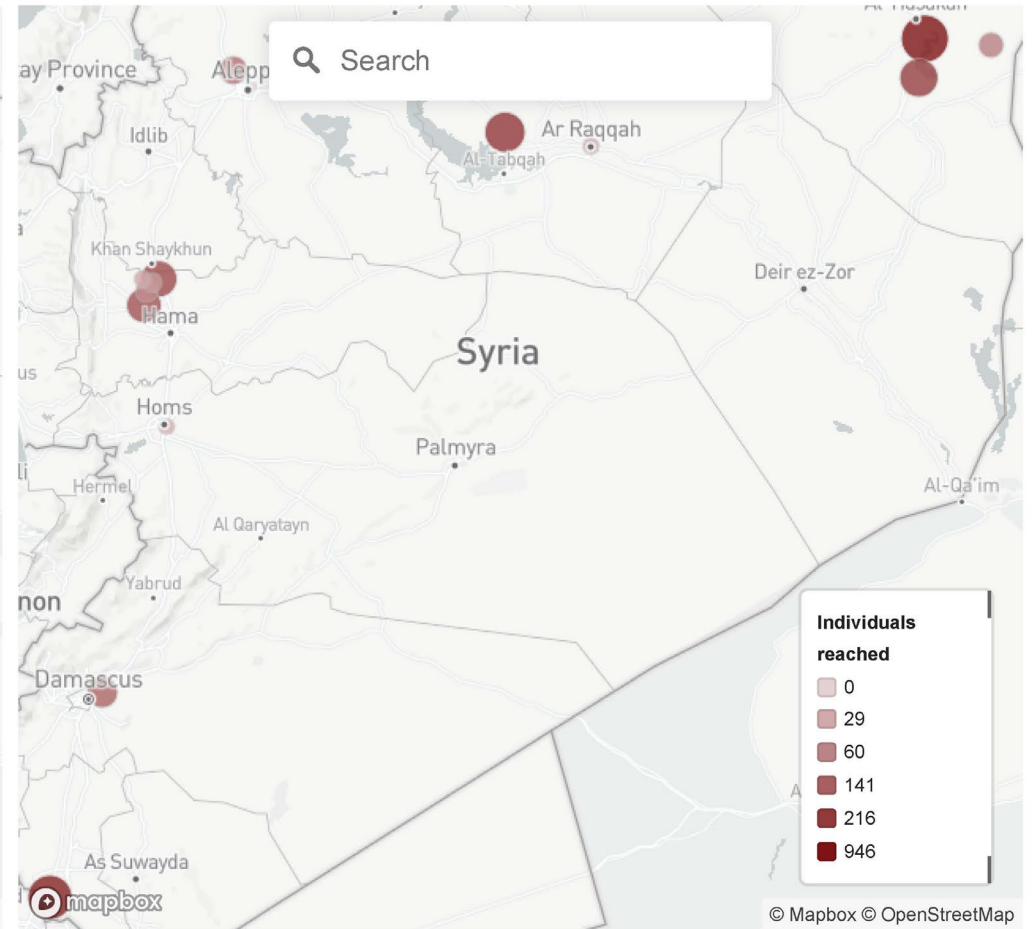 Search
ay Province
Alepp
Idlib
Ar Raqqah
Al-Tabqah
Khan Shaykhun
Deir ez-Zor
Hama
Syria
us
Homs
Palmyra
li
Hermel
Al-Qa'im
Al Qaryatayn
Yabrud
non
Individuals
reached
0
29
60
141
216
946
Damascus
A
As Suwayda
mapbox
© Mapbox © OpenStreetMap